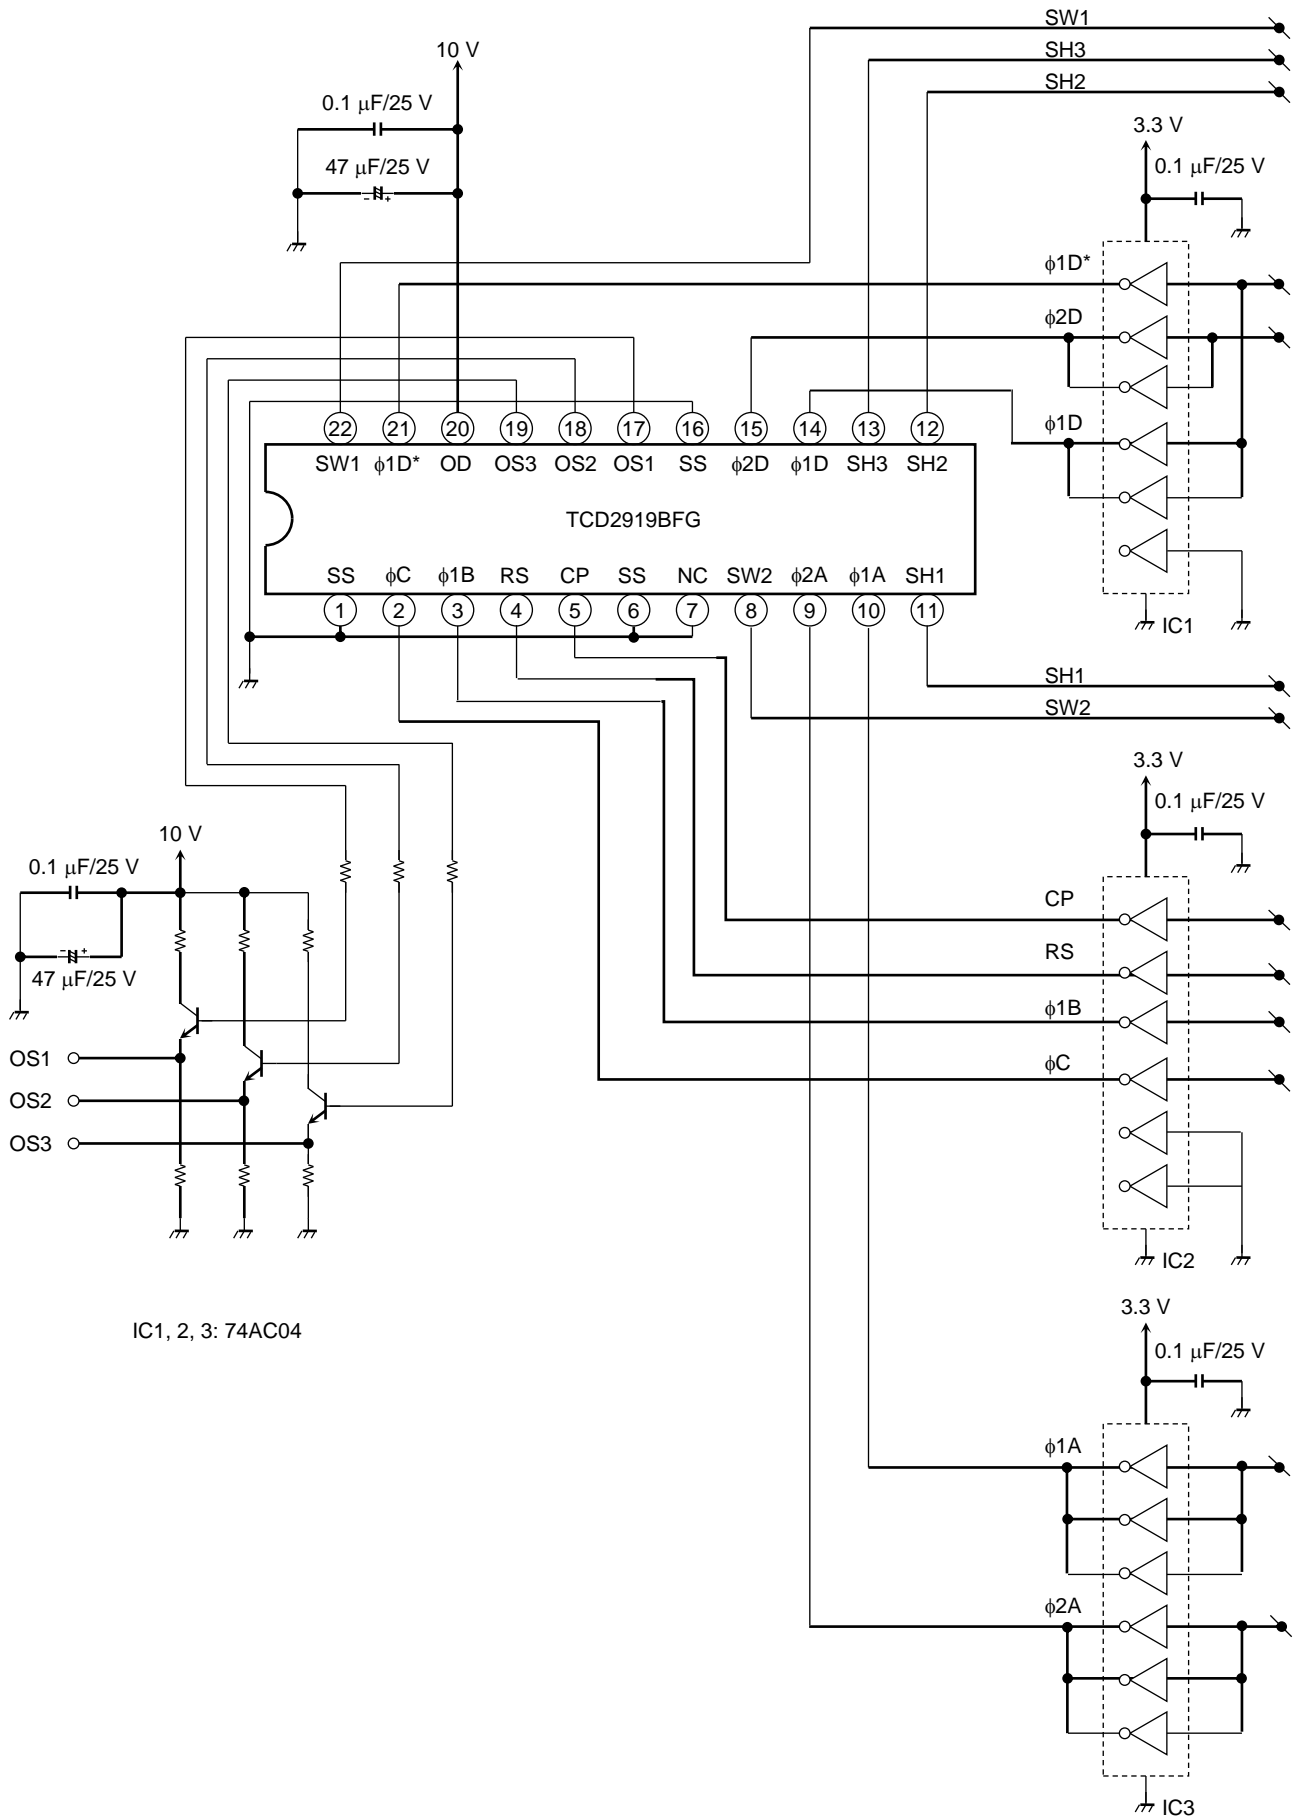 SW1
SH3
SH2
10 V
0.1 μF/25 V
47 μF/25 V
- +
3.3 V
0.1 μF/25 V
ϕ1D*
ϕ2D
ϕ1D
IC1
22 21 20 19 18 17 16 15 14 13 12
SW1 ϕ1D* OD OS3 OS2 OS1 SS ϕ2D ϕ1D SH3 SH2
TCD2919BFG
SS ϕC ϕ1B RS CP SS NC SW2 ϕ2A ϕ1A SH1
1 2 3 4 5 6 7 8 9 10 11
SH1
SW2
3.3 V
0.1 μF/25 V
CP
RS
ϕ1B
ϕC
IC2
10 V
0.1 μF/25 V
- +
47 μF/25 V
OS1
OS2
OS3
IC1, 2, 3: 74AC04
3.3 V
0.1 μF/25 V
ϕ1A
ϕ2A
IC3